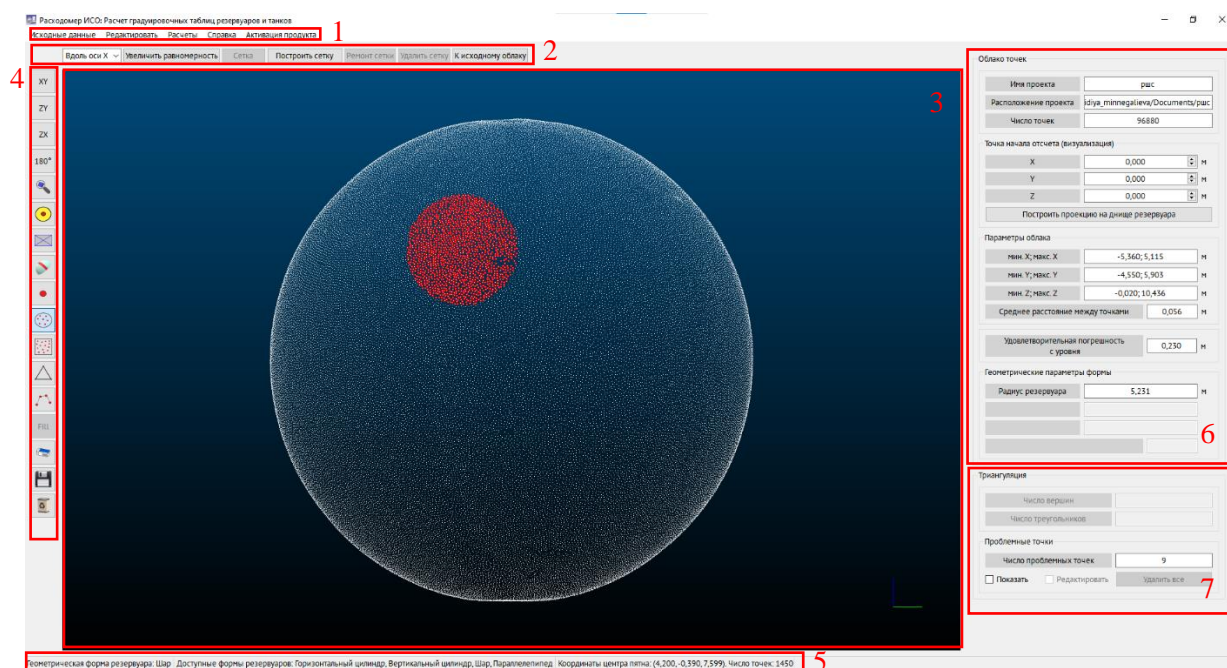 Расходомер ИСО: Расчет градуировочных таблиц резервуаров и танков
Исходные данные Редактировать Расчеты Справка Активация продукта 1
Вдоль оси X Увеличить равномерность Сетка Построить сетку Ремонт сетки Удалить сетку К исходному облаку 2
3
4
XY
ZY
ZX
180°
FILL
Облако точек
Имя проекта ршс
Расположение проекта idiya_minnegalieva/Documents/ршс
Число точек 96880
Точка начала отсчета (визуализация)
X 0,000 м
Y 0,000 м
Z 0,000 м
Построить проекцию на днище резервуара
Параметры облака
мин. X; макс. X -5,360; 5,115 м
мин. Y; макс. Y -4,550; 5,903 м
мин. Z; макс. Z -0,020; 10,436 м
Среднее расстояние между точками 0,056 м
Удовлетворительная погрешность
с уровня 0,230 м
Геометрические параметры формы
Радиус резервуара 5,231 м
6
Триангуляция
Число вершин
Число треугольников
Проблемные точки
Число проблемных точек 9
Показать Редактировать Удалить все
7
Геометрическая форма резервуара: Шар Доступные формы резервуаров: Горизонтальный цилиндр, Вертикальный цилиндр, Шар, Параллелепипед Координаты центра пятна: (4,200, -0,390, 7,599). Число точек: 1450 5